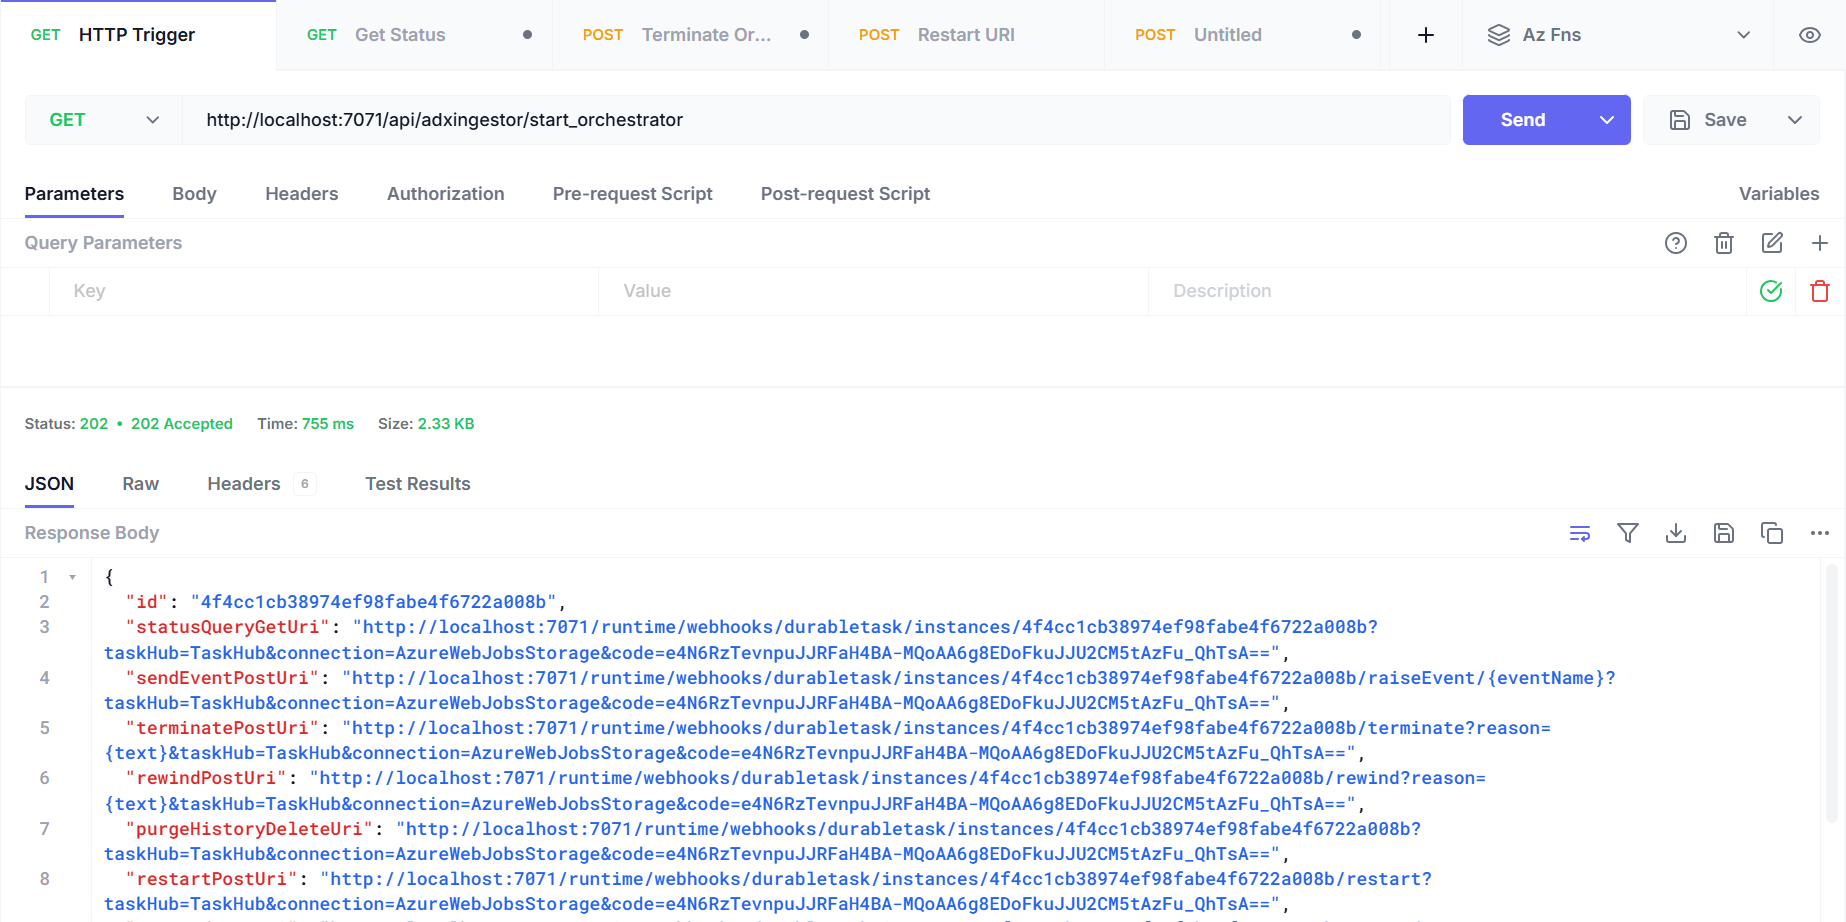 GET HTTP Trigger
GET Get Status
POST Terminate Or...
POST Restart URI
POST Untitled
Az Fns
GET
http://localhost:7071/api/adxingestor/start_orchestrator
Send
Save
Parameters
Body
Headers
Authorization
Pre-request Script
Post-request Script
Variables
Query Parameters
Key
Value
Description
Status: 202 • 202 Accepted
Time: 755 ms
Size: 2.33 KB
JSON
Raw
Headers 6
Test Results
Response Body
1 {
2 "id": "4f4cc1cb38974ef98fabe4f6722a008b",
3 "statusQueryGetUri": "http://localhost:7071/runtime/webhooks/durabletask/instances/4f4cc1cb38974ef98fabe4f6722a008b?
taskHub=TaskHub&connection=AzureWebJobsStorage&code=e4N6RzTevnpuJJRFaH4BA-MQoAA6g8EDoFkuJJU2CM5tAzFu_QhTsA==",
4 "sendEventPostUri": "http://localhost:7071/runtime/webhooks/durabletask/instances/4f4cc1cb38974ef98fabe4f6722a008b/raiseEvent/{eventName}?
taskHub=TaskHub&connection=AzureWebJobsStorage&code=e4N6RzTevnpuJJRFaH4BA-MQoAA6g8EDoFkuJJU2CM5tAzFu_QhTsA==",
5 "terminatePostUri": "http://localhost:7071/runtime/webhooks/durabletask/instances/4f4cc1cb38974ef98fabe4f6722a008b/terminate?reason=
{text}&taskHub=TaskHub&connection=AzureWebJobsStorage&code=e4N6RzTevnpuJJRFaH4BA-MQoAA6g8EDoFkuJJU2CM5tAzFu_QhTsA==",
6 "rewindPostUri": "http://localhost:7071/runtime/webhooks/durabletask/instances/4f4cc1cb38974ef98fabe4f6722a008b/rewind?reason=
{text}&taskHub=TaskHub&connection=AzureWebJobsStorage&code=e4N6RzTevnpuJJRFaH4BA-MQoAA6g8EDoFkuJJU2CM5tAzFu_QhTsA==",
7 "purgeHistoryDeleteUri": "http://localhost:7071/runtime/webhooks/durabletask/instances/4f4cc1cb38974ef98fabe4f6722a008b?
taskHub=TaskHub&connection=AzureWebJobsStorage&code=e4N6RzTevnpuJJRFaH4BA-MQoAA6g8EDoFkuJJU2CM5tAzFu_QhTsA==",
8 "restartPostUri": "http://localhost:7071/runtime/webhooks/durabletask/instances/4f4cc1cb38974ef98fabe4f6722a008b/restart?
taskHub=TaskHub&connection=AzureWebJobsStorage&code=e4N6RzTevnpuJJRFaH4BA-MQoAA6g8EDoFkuJJU2CM5tAzFu_QhTsA==",